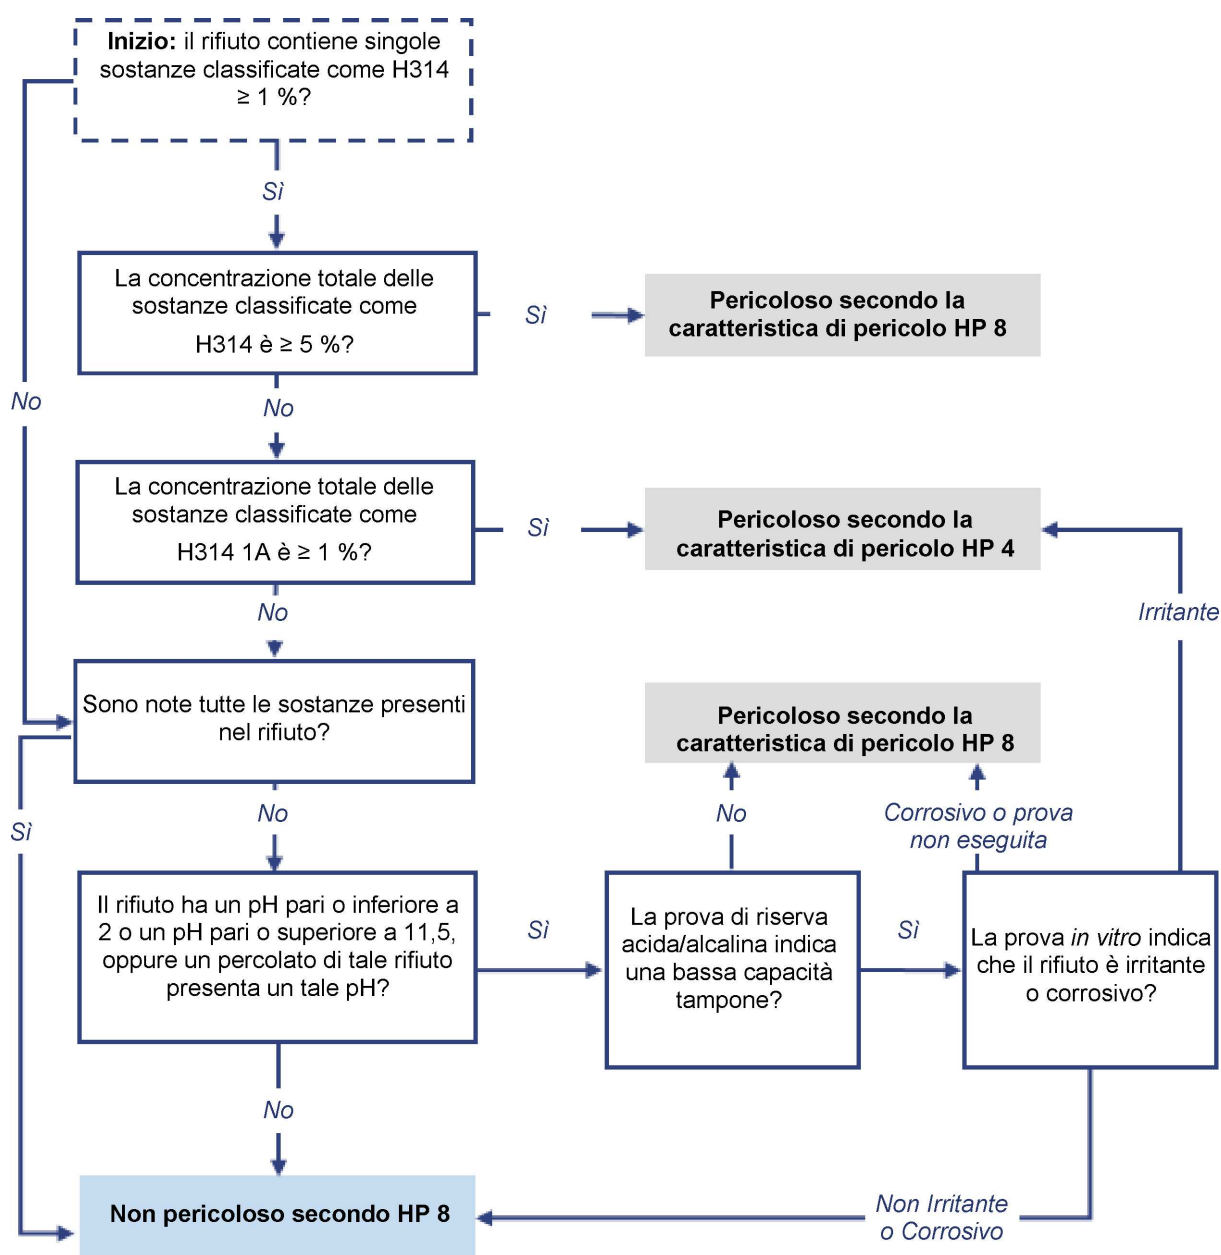 Inizio: il rifiuto contiene singole
sostanze classificate come H314
≥ 1 %?
Sì
No
La concentrazione totale delle
sostanze classificate come
H314 è ≥ 5 %?
Sì
Pericoloso secondo la
caratteristica di pericolo HP 8
No
La concentrazione totale delle
sostanze classificate come
H314 1A è ≥ 1 %?
Sì
Pericoloso secondo la
caratteristica di pericolo HP 4
No
Irritante
Sono note tutte le sostanze presenti
nel rifiuto?
Pericoloso secondo la
caratteristica di pericolo HP 8
Sì
No
No
Corrosivo o prova
non eseguita
Il rifiuto ha un pH pari o inferiore a
2 o un pH pari o superiore a 11,5,
oppure un percolato di tale rifiuto
presenta un tale pH?
Sì
La prova di riserva
acida/alcalina indica
una bassa capacità
tampone?
Sì
La prova in vitro indica
che il rifiuto è irritante
o corrosivo?
No
Non pericoloso secondo HP 8
Non Irritante
o Corrosivo